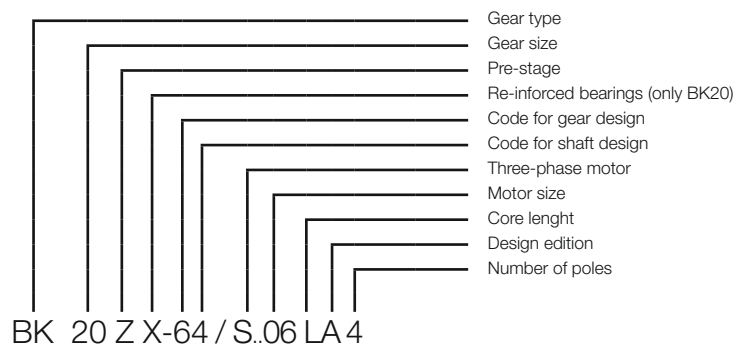 Gear type
Gear size
Pre-stage
Re-inforced bearings (only BK20)
Code for gear design
Code for shaft design
Three-phase motor
Motor size
Core lenght
Design edition
Number of poles
BK 20 Z X-64 / S..06 LA 4